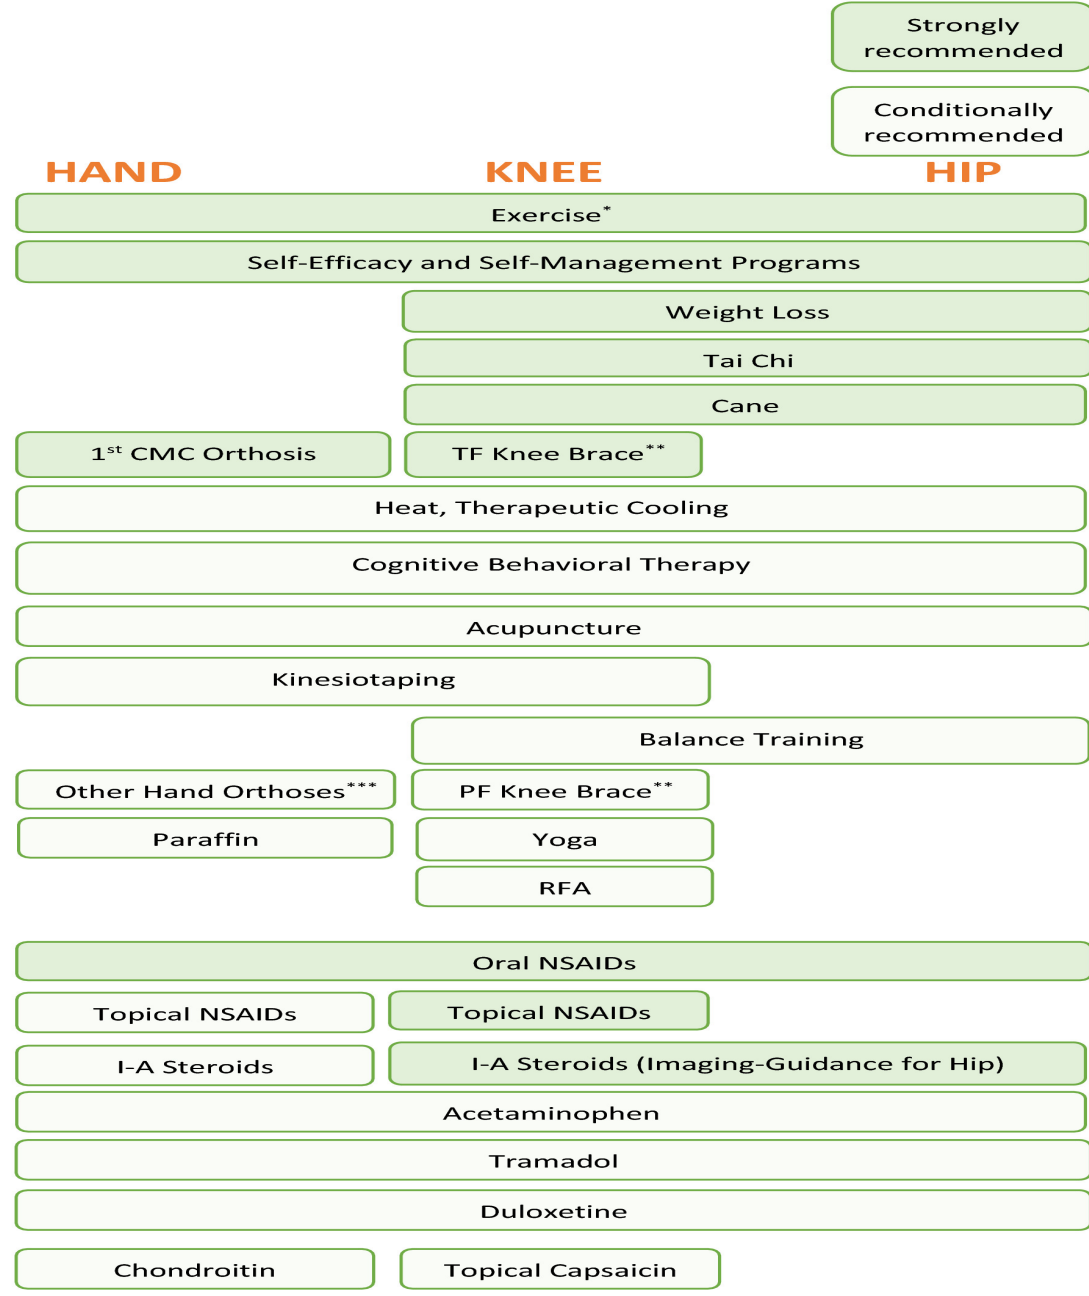 Strongly
recommended
Conditionally
recommended
HAND KNEE HIP
Exercise*
Self-Efficacy and Self-Management Programs
Weight Loss
Tai Chi
Cane
1st CMC Orthosis TF Knee Brace**
Heat, Therapeutic Cooling
Cognitive Behavioral Therapy
Acupuncture
Kinesiotaping
Balance Training
Other Hand Orthoses*** PF Knee Brace**
Paraffin Yoga
RFA
Oral NSAIDs
Topical NSAIDs Topical NSAIDs
I-A Steroids I-A Steroids (Imaging-Guidance for Hip)
Acetaminophen
Tramadol
Duloxetine
Chondroitin Topical Capsaicin